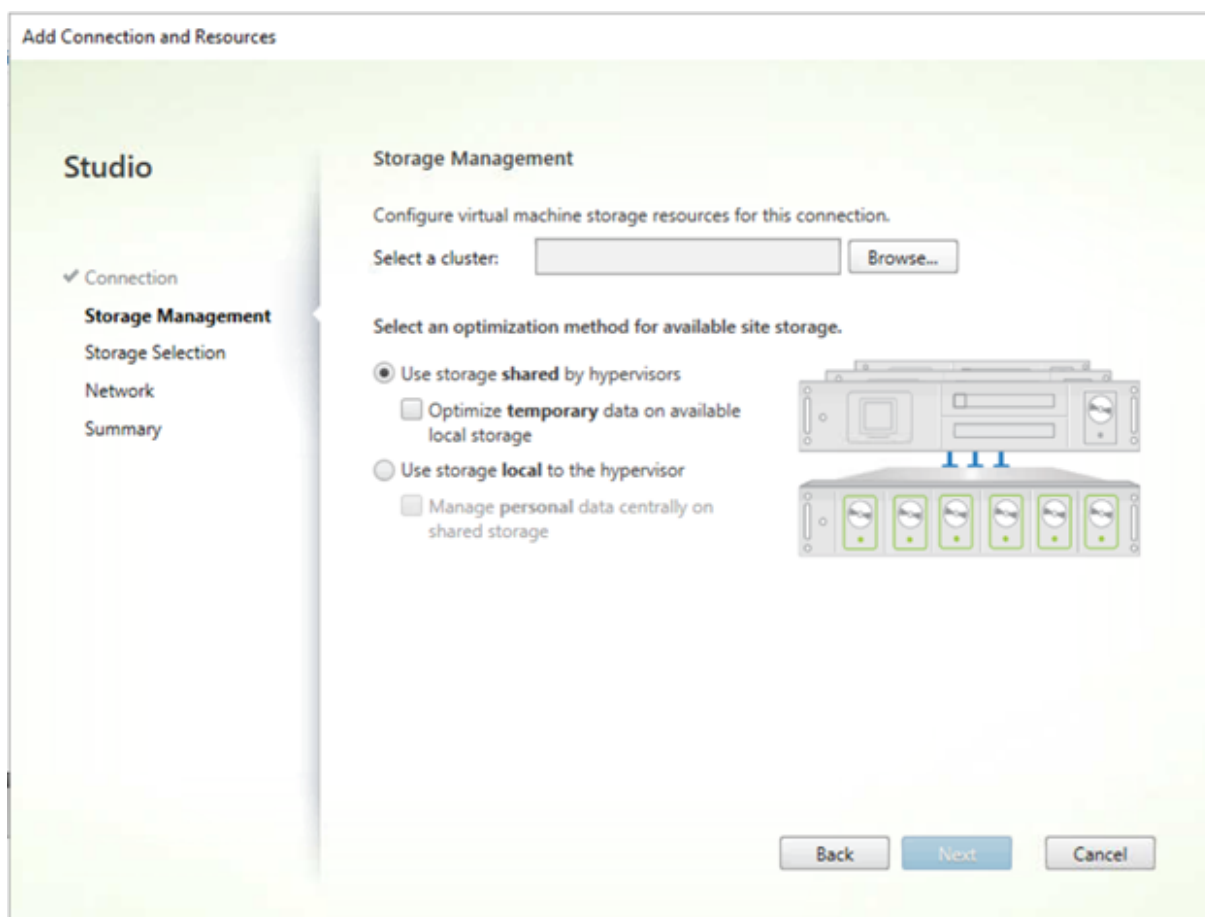 Add Connection and Resources
Studio
Connection
Storage Management
Storage Selection
Network
Summary
Storage Management
Configure virtual machine storage resources for this connection.
Select a cluster:
Browse...
Select an optimization method for available site storage.
Use storage shared by hypervisors
Optimize temporary data on available
local storage
Use storage local to the hypervisor
Manage personal data centrally on
shared storage
Back
Next
Cancel